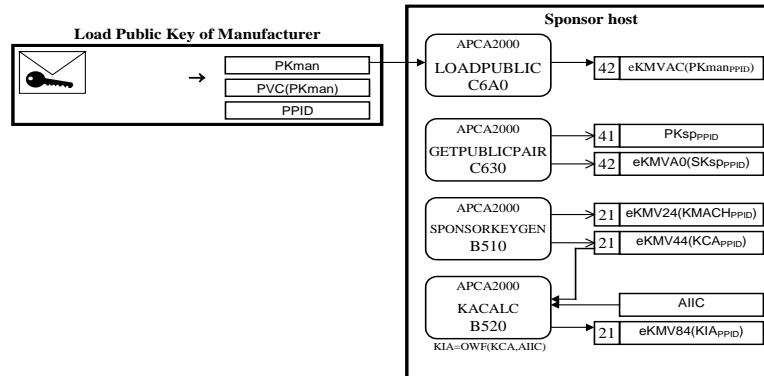 Load Public Key of Manufacturer
→
PKman
PVC(PKman)
PPID
Sponsor host
APCA2000
LOADPUBLIC
C6A0
42 eKMVAC(PKmanPPID)
APCA2000
GETPUBLICPAIR
C630
41 PKspPPID
42 eKMVA0(SKspPPID)
APCA2000
SPONSORKEYGEN
B510
21 eKMV24(KMACHPPID)
21 eKMV44(KCAPPID)
APCA2000
KACALC
B520
AIIC
21 eKMV84(KIAPPID)
KIA=OWF(KCA,AIIC)